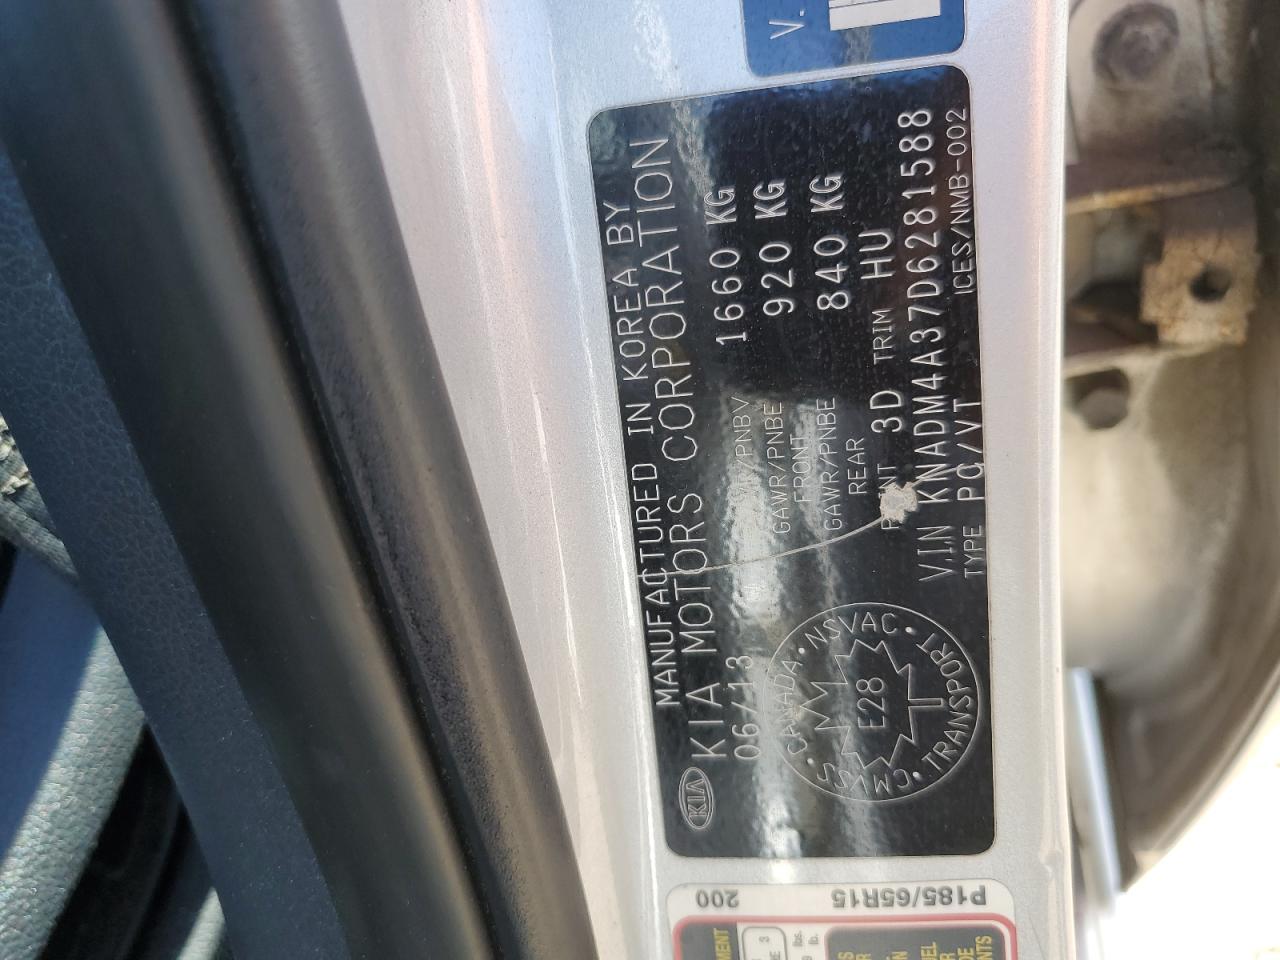 V.
MANUFACTURED IN KOREA BY
KIA
KIA MOTORS CORPORATION
06/13
1660 KG
/PNBV
920 KG
GAWR/PNBE
FRONT
840 KG
GAWR/PNBE
REAR
3D TRIM HU
V.I.N KNADM4A37D6281588
TYPE PC/VT ICES/NMB-002
CANADA • NSVAC • TRANSPORT • CMVSS •
E28
200
P185/65R15